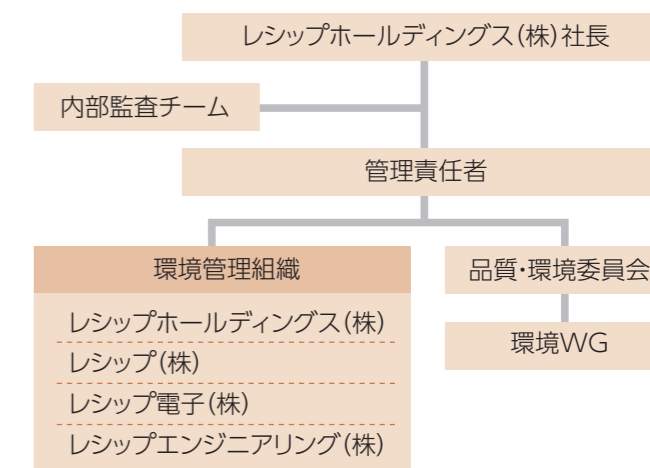 レシップホールディングス(株)社長
内部監査チーム
管理責任者
環境管理組織
レシップホールディングス(株)
レシップ(株)
レシップ電子(株)
レシップエンジニアリング(株)
品質・環境委員会
環境WG